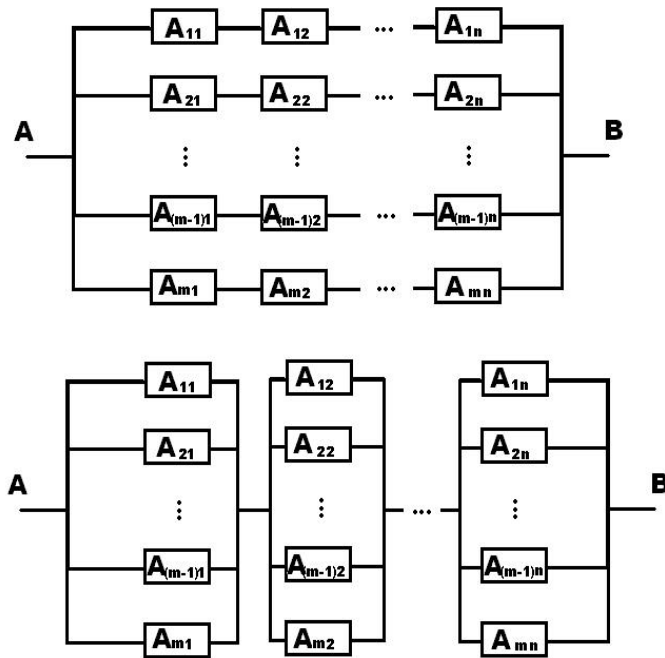 A₁₁ A₁₂ ... A₁ₙ
A₂₁ A₂₂ ... A₂ₙ
A B
⋮ ⋮ ⋮
A₍ₘ₋₁₎₁ A₍ₘ₋₁₎₂ ... A₍ₘ₋₁₎ₙ
Aₘ₁ Aₘ₂ ... Aₘₙ
A₁₁ A₁₂ A₁ₙ
A₂₁ A₂₂ A₂ₙ
A B
⋮ ⋮ ... ⋮
A₍ₘ₋₁₎₁ A₍ₘ₋₁₎₂ A₍ₘ₋₁₎ₙ
Aₘ₁ Aₘ₂ Aₘₙ